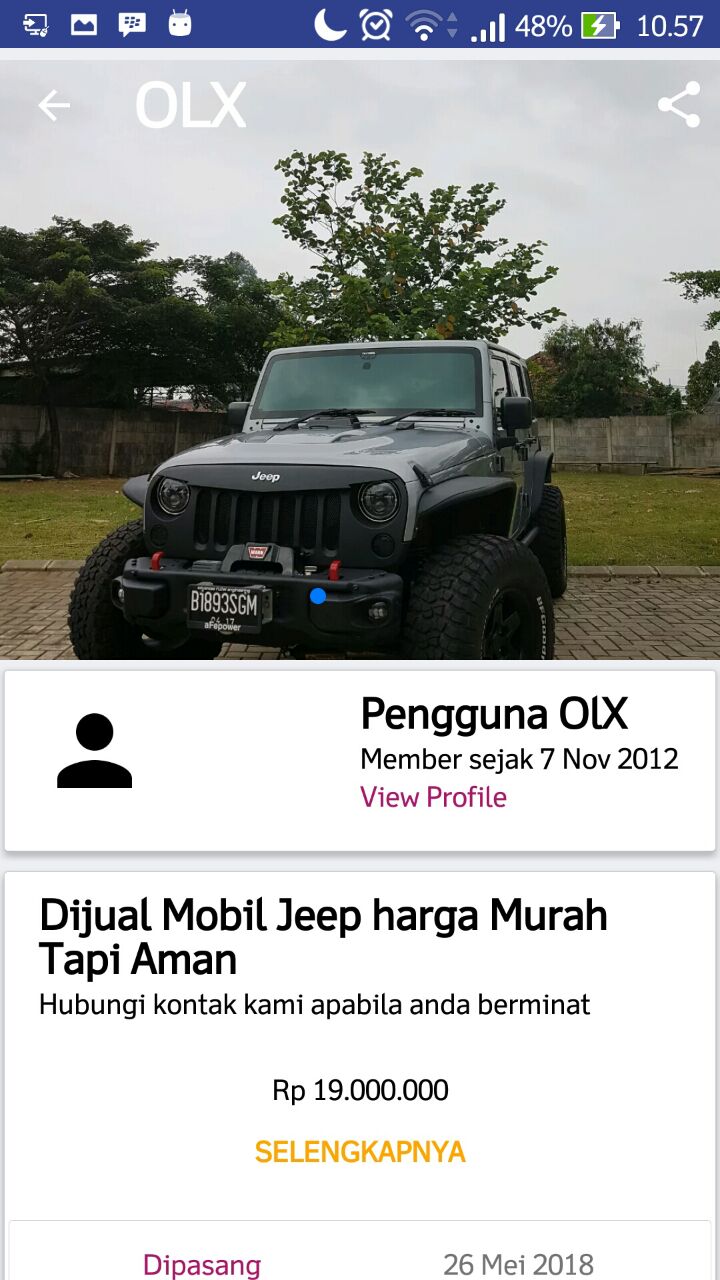 48% 10.57
OLX
Jeep
WARN
B1893SGM
04 17
aFepower
Pengguna OlX
Member sejak 7 Nov 2012
View Profile
Dijual Mobil Jeep harga Murah
Tapi Aman
Hubungi kontak kami apabila anda berminat
Rp 19.000.000
SELENGKAPNYA
Dipasang 26 Mei 2018